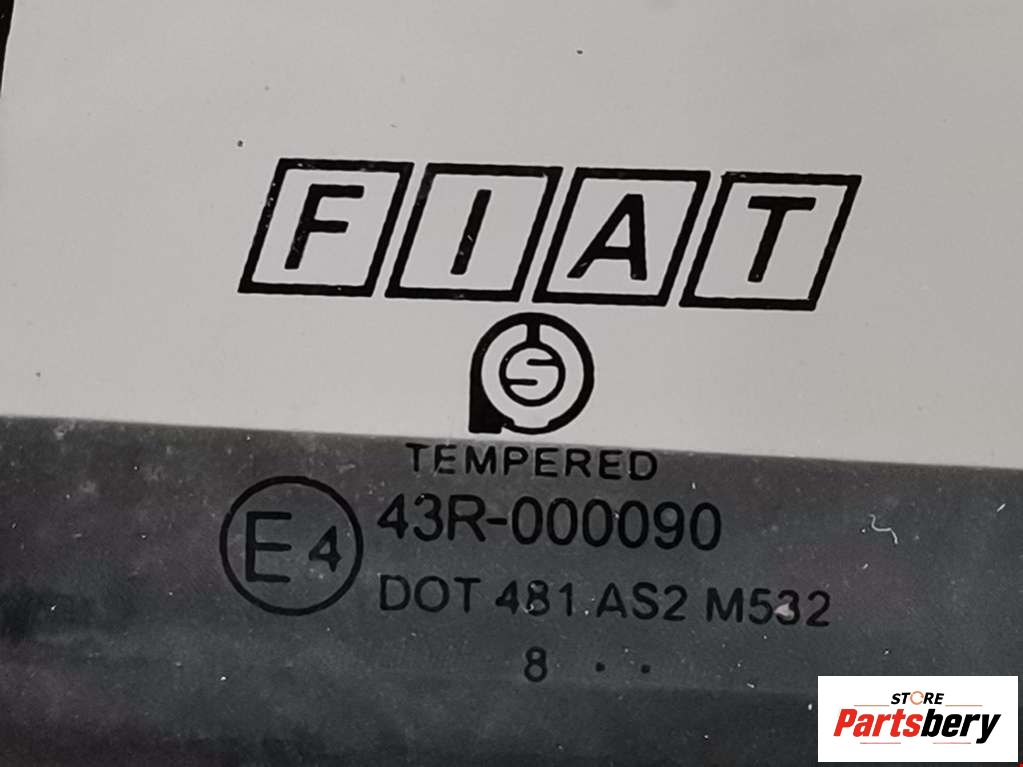 FIAT
S
TEMPERED
E4 43R-000090
DOT 481 AS2 M532
8 . .
STORE
Partsbery